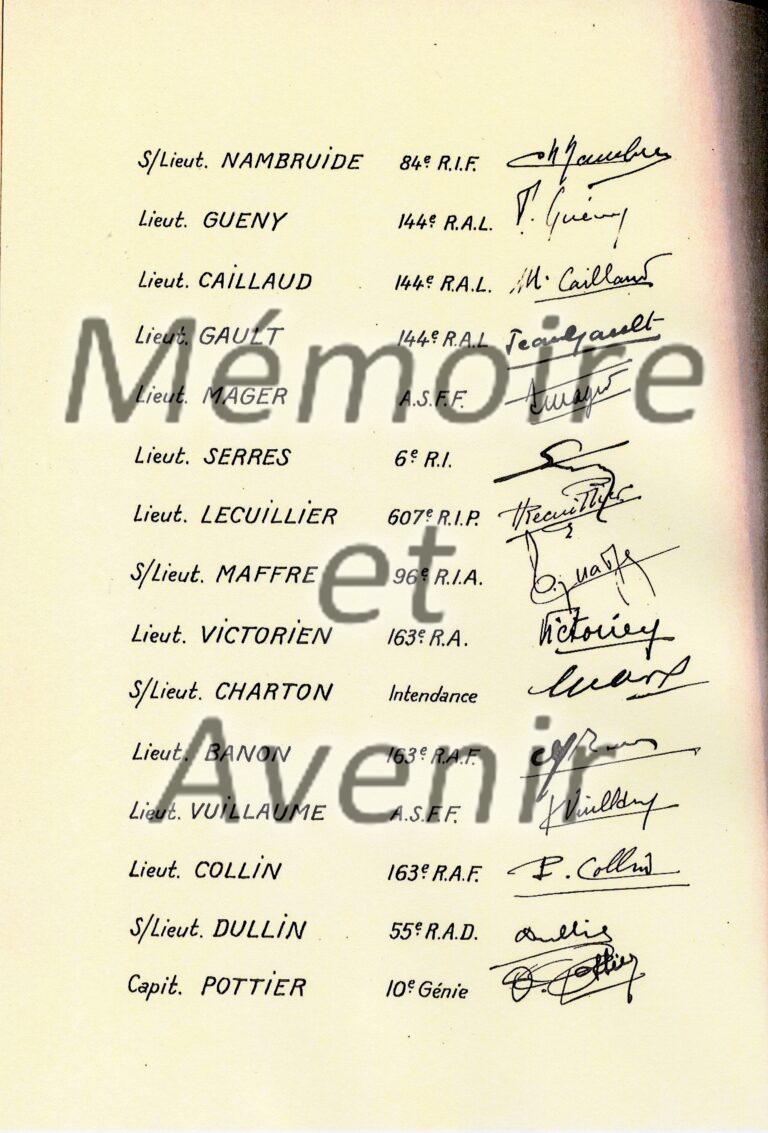 S/Lieut. NAMBRUIDE 84e R.I.F.
Lieut. GUENY 144e R.A.L. P. Guény
Lieut. CAILLAUD 144e R.A.L. M. Caillaud
Lieut. GAULT 144e R.A.L Jean Gault
Mémoire
Lieut. MAGER A.S.F.F.
Lieut. SERRES 6e R.I.
Lieut. LECUILLIER 607e R.I.P.
et
S/Lieut. MAFFRE 96e R.I.A.
Lieut. VICTORIEN 163e R.A. Victorien
S/Lieut. CHARTON Intendance
Lieut. BANON 163e R.A.F.
Avenir
Lieut. VUILLAUME A.S.F.F.
Lieut. COLLIN 163e R.A.F. P. Collin
S/Lieut. DULLIN 55e R.A.D. Dullin
Capit. POTTIER 10e Génie